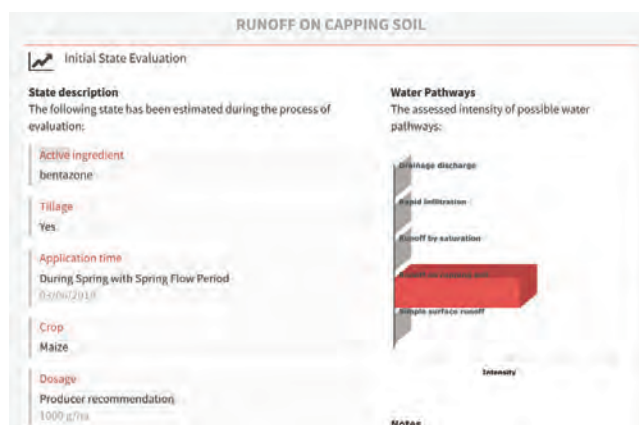 RUNOFF ON CAPPING SOIL
Initial State Evaluation
State description
The following state has been estimated during the process of
evaluation:
Active ingredient
bentazone
Tillage
Yes
Application time
During Spring with Spring Flow Period
Crop
Maize
Dosage
Producer recommendation
1000 g/ha
Water Pathways
The assessed intensity of possible water
pathways:
Drainage discharge
Rapid infiltration
Runoff by saturation
Runoff on capping soil
Simple surface runoff
Intensity
Notes